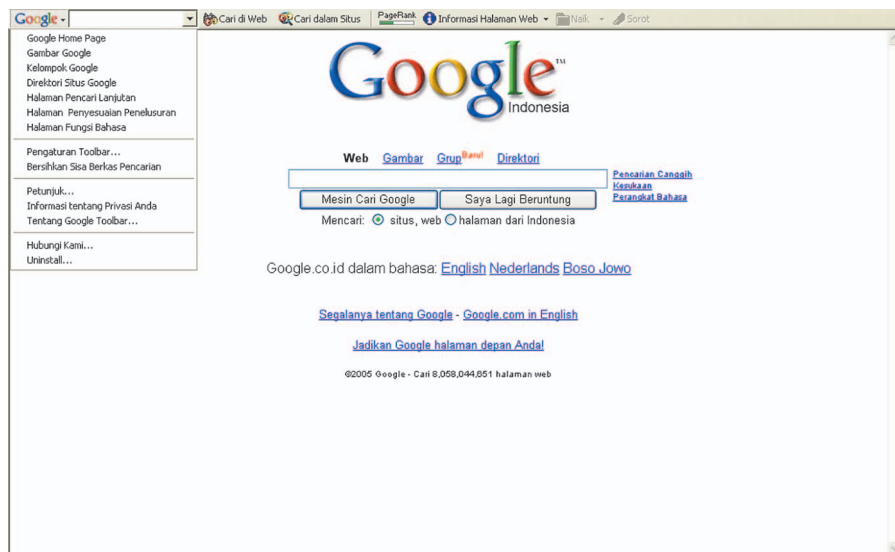 Google Cari di Web Cari dalam Situs PageRank Informasi Halaman Web Naik Sorot
Google Home Page
Gambar Google
Kelompok Google
Direktori Situs Google
Halaman Pencari Lanjutan
Halaman Penyesuaian Penelusuran
Halaman Fungsi Bahasa
Pengaturan Toolbar...
Bersihkan Sisa Berkas Pencarian
Petunjuk...
Informasi tentang Privasi Anda
Tentang Google Toolbar...
Hubungi Kami...
Uninstall...
Google™
Indonesia
Web Gambar Grup Baru! Direktori
Pencarian Canggih
Kesukaan
Perangkat Bahasa
Mesin Cari Google Saya Lagi Beruntung
Mencari: situs, web halaman dari Indonesia
Google.co.id dalam bahasa: English Nederlands Boso Jowo
Segalanya tentang Google - Google.com in English
Jadikan Google halaman depan Anda!
©2005 Google - Cari 8,058,044,651 halaman web